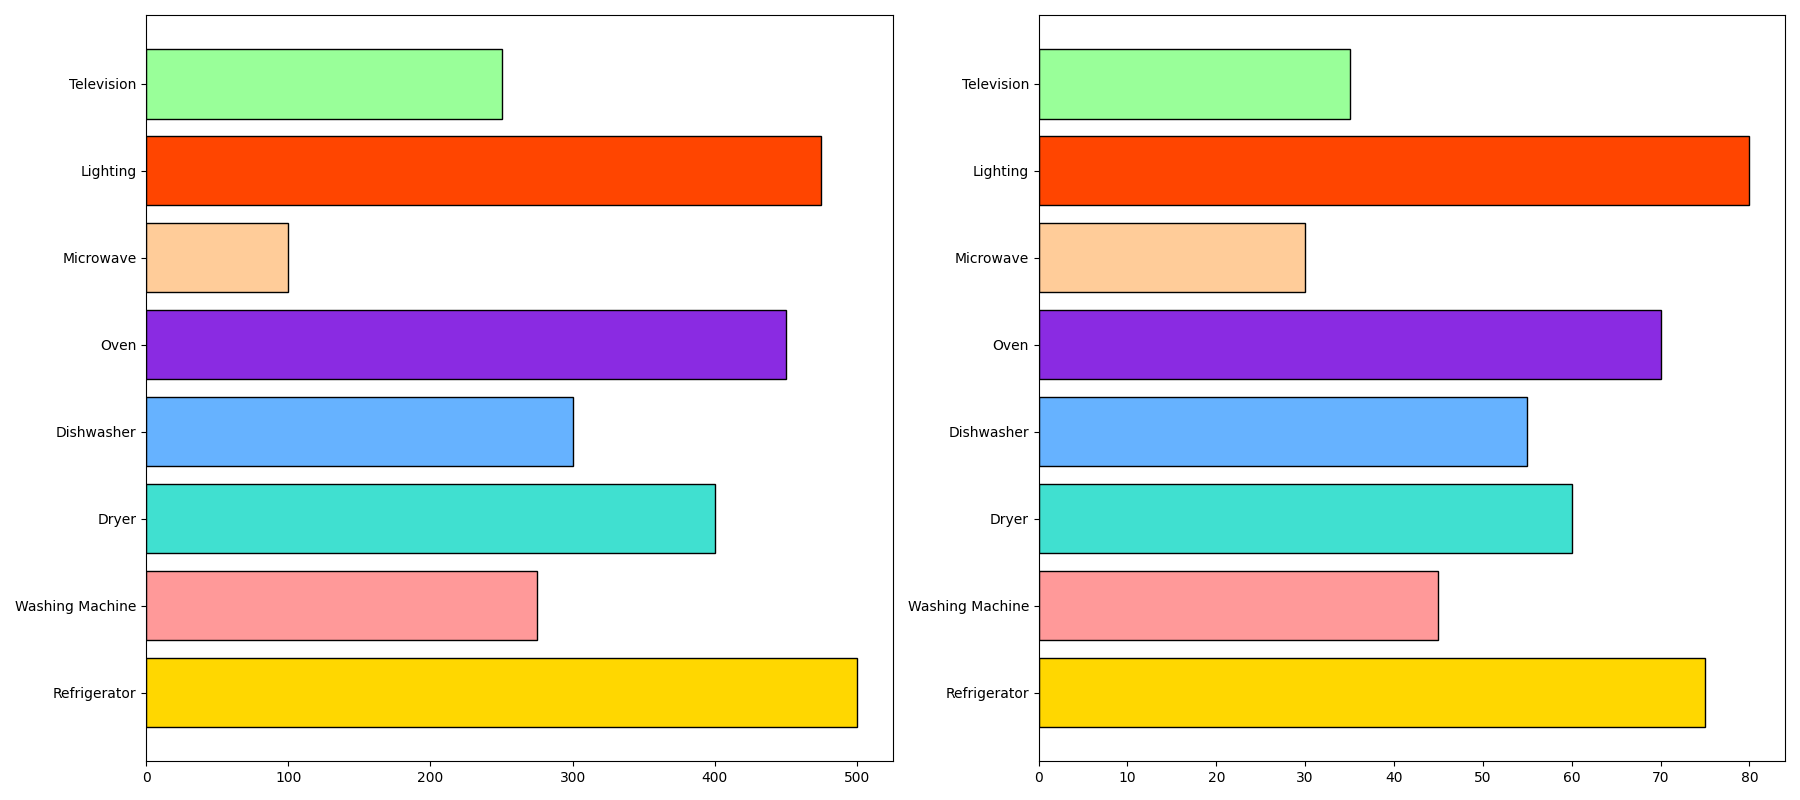 Television
Lighting
Microwave
Oven
Dishwasher
Dryer
Washing Machine
Refrigerator
0 100 200 300 400 500
Television
Lighting
Microwave
Oven
Dishwasher
Dryer
Washing Machine
Refrigerator
0 10 20 30 40 50 60 70 80